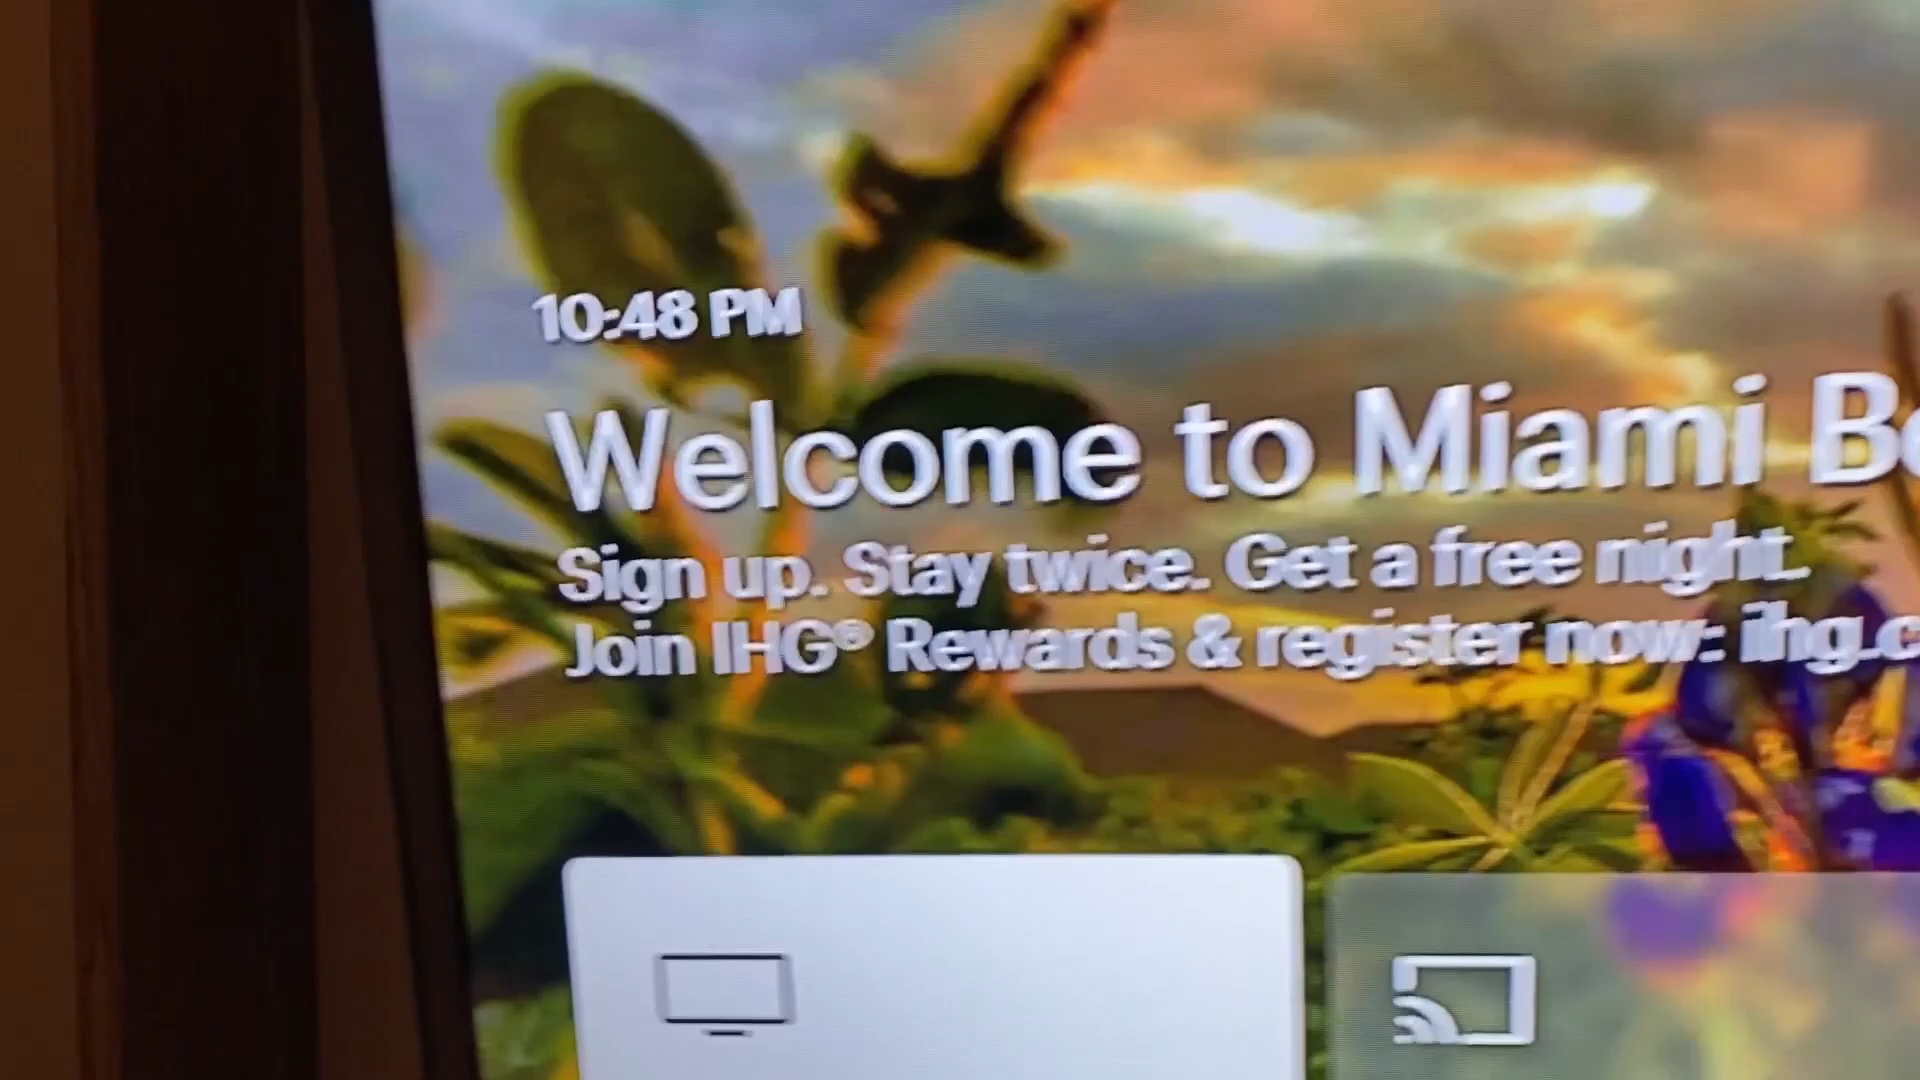 10:48 PM
Welcome to Miami
Sign up. Stay twice. Get a free night.
Join IHG® Rewards & register now: